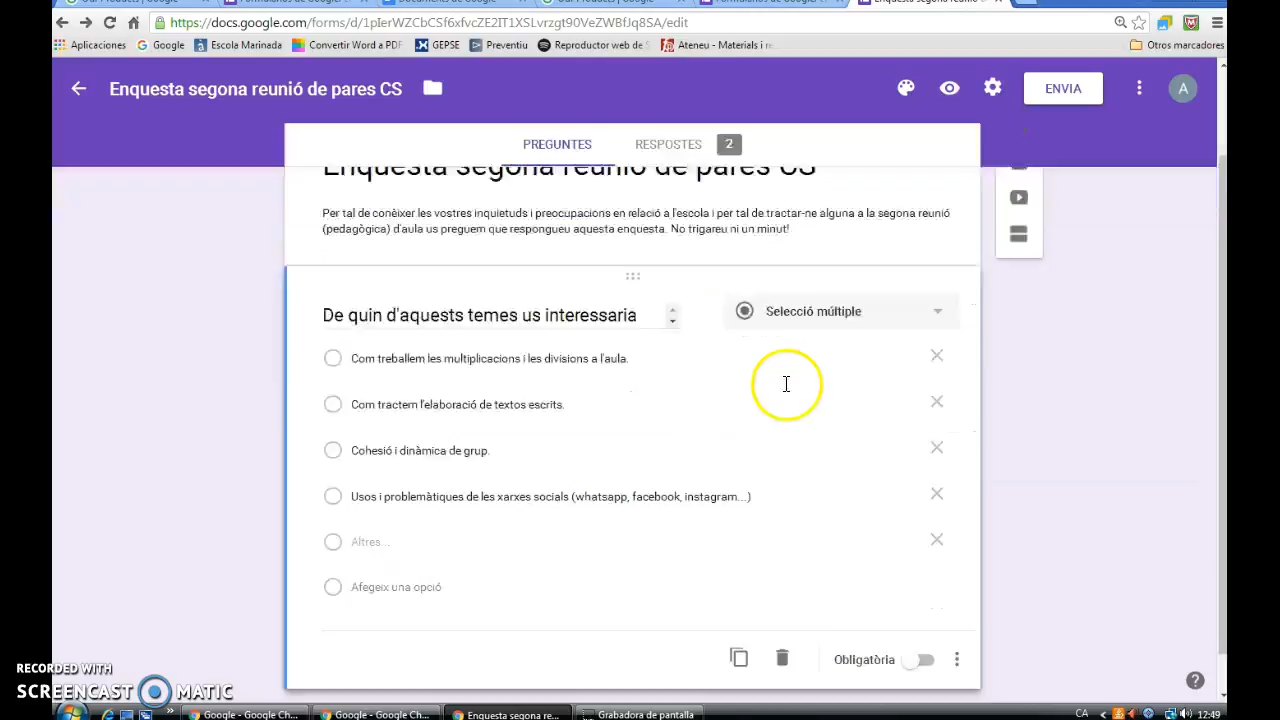 https://docs.google.com/forms/d/1pIerWZCbCSf6xfvcZE2IT1XSLvrzgt90VeZWBfJq8SA/edit
Aplicaciones Google Escola Marinada Convertir Word a PDF GEPSE Preventiu Reproductor web de S Ateneu - Materials i re Otros marcadores
Enquesta segona reunió de pares CS ENVIA A
PREGUNTES RESPOSTES 2
Enquesta segona reunió de pares CS
Per tal de conèixer les vostres inquietuds i preocupacions en relació a l'escola i per tal de tractar-ne alguna a la segona reunió
(pedagògica) d'aula us preguem que respongueu aquesta enquesta. No trigareu ni un minut!
De quin d'aquests temes us interessaria Selecció múltiple
Com treballem les multiplicacions i les divisions a l'aula.
Com tractem l'elaboració de textos escrits.
Cohesió i dinàmica de grup.
Usos i problemàtiques de les xarxes socials (whatsapp, facebook, instagram...)
Altres...
Afegeix una opció
Obligatòria
RECORDED WITH
SCREENCAST MATIC
Google - Google Ch... Google - Google Ch... Enquesta segona re... Grabadora de pantalla CA 12:49